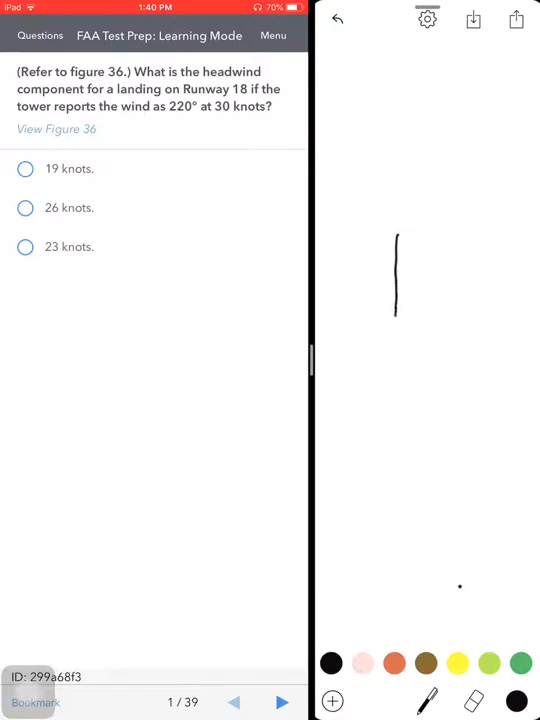 iPad 1:40 PM 70%
Questions FAA Test Prep: Learning Mode Menu
(Refer to figure 36.) What is the headwind
component for a landing on Runway 18 if the
tower reports the wind as 220° at 30 knots?
View Figure 36
19 knots.
26 knots.
23 knots.
ID: 299a68f3
Bookmark 1 / 39